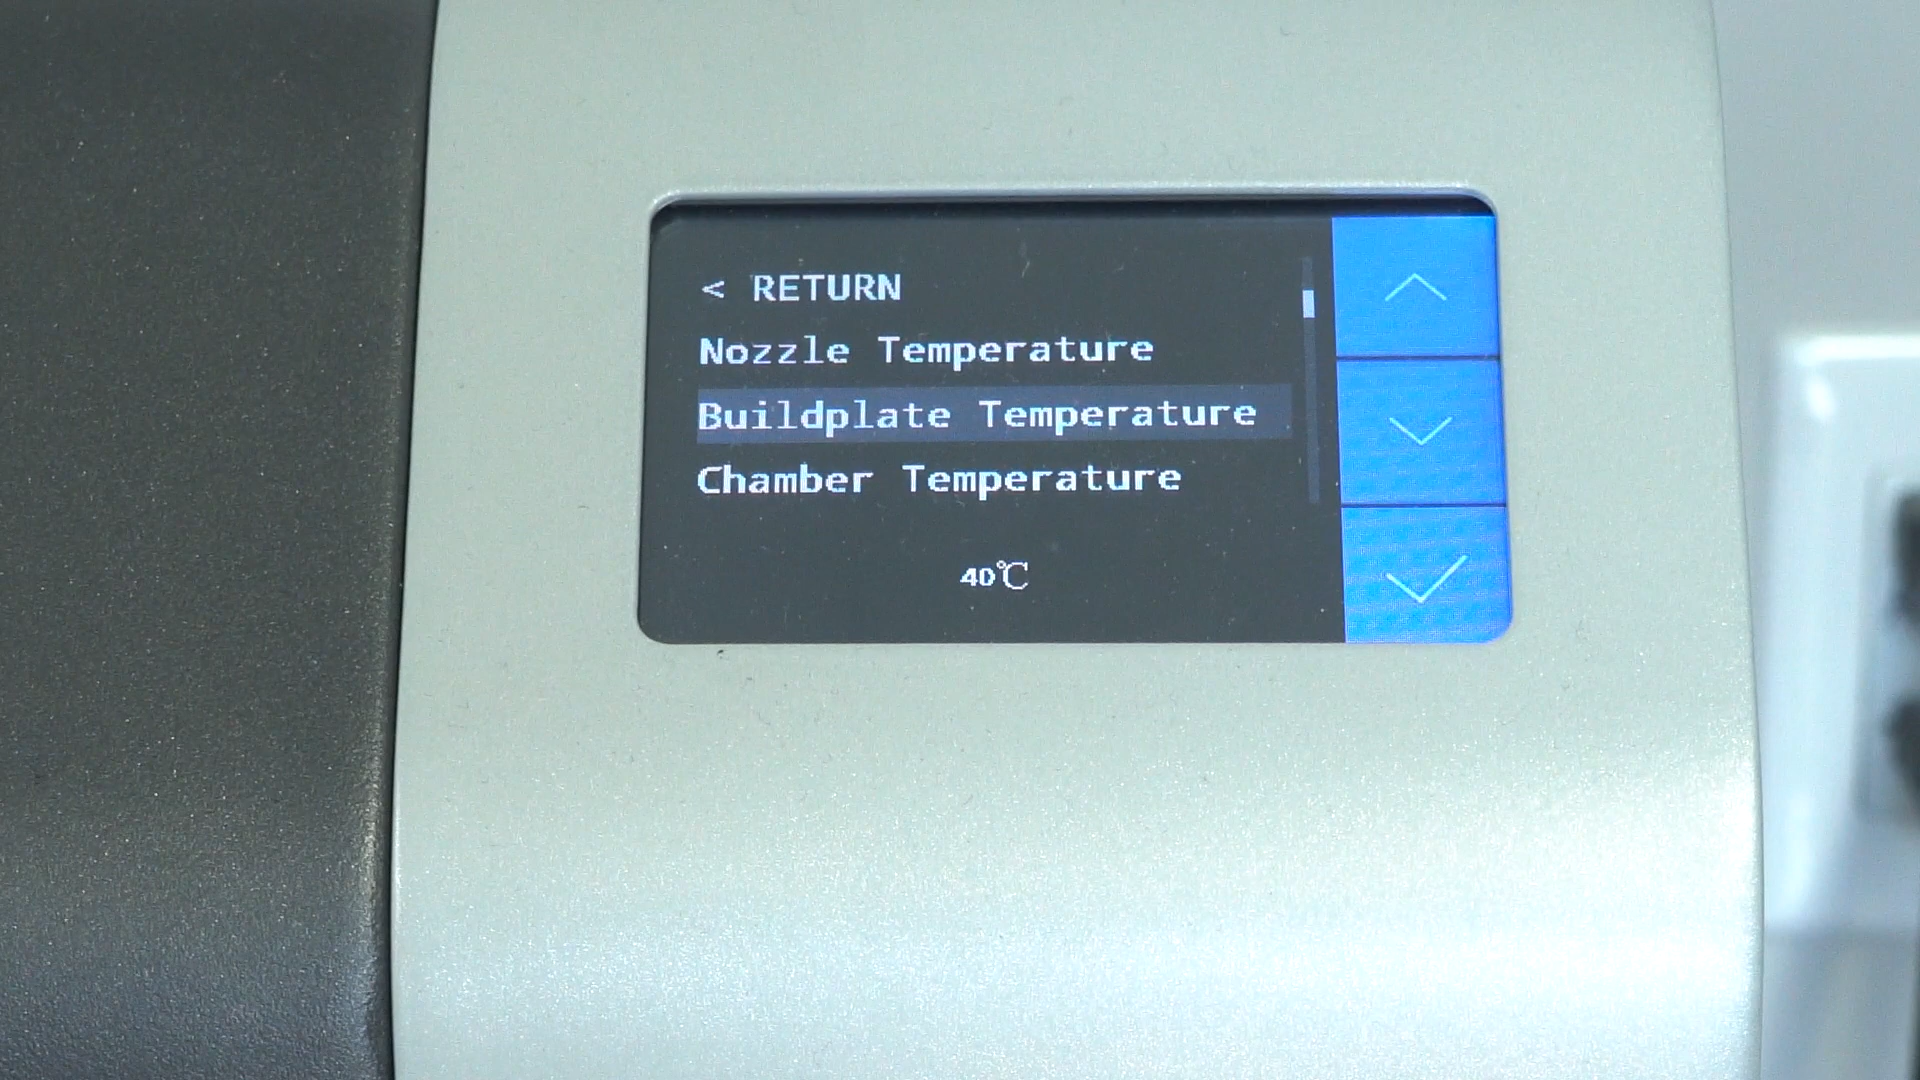 < RETURN
Nozzle Temperature
Buildplate Temperature
Chamber Temperature
40℃